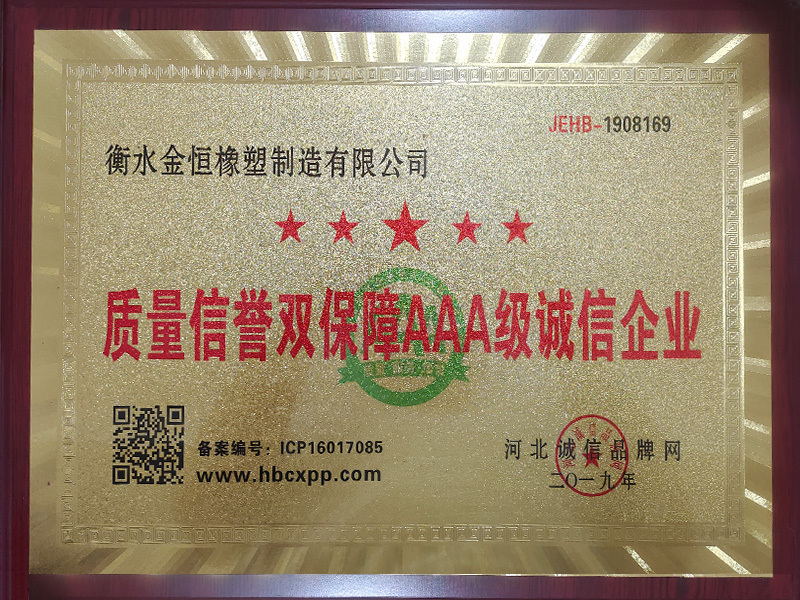 JEHB-1908169
衡水金恒橡塑制造有限公司
质量信誉双保障AAA级诚信企业
备案编号：ICP16017085
www.hbcxpp.com
河北诚信品牌网
二〇一九年